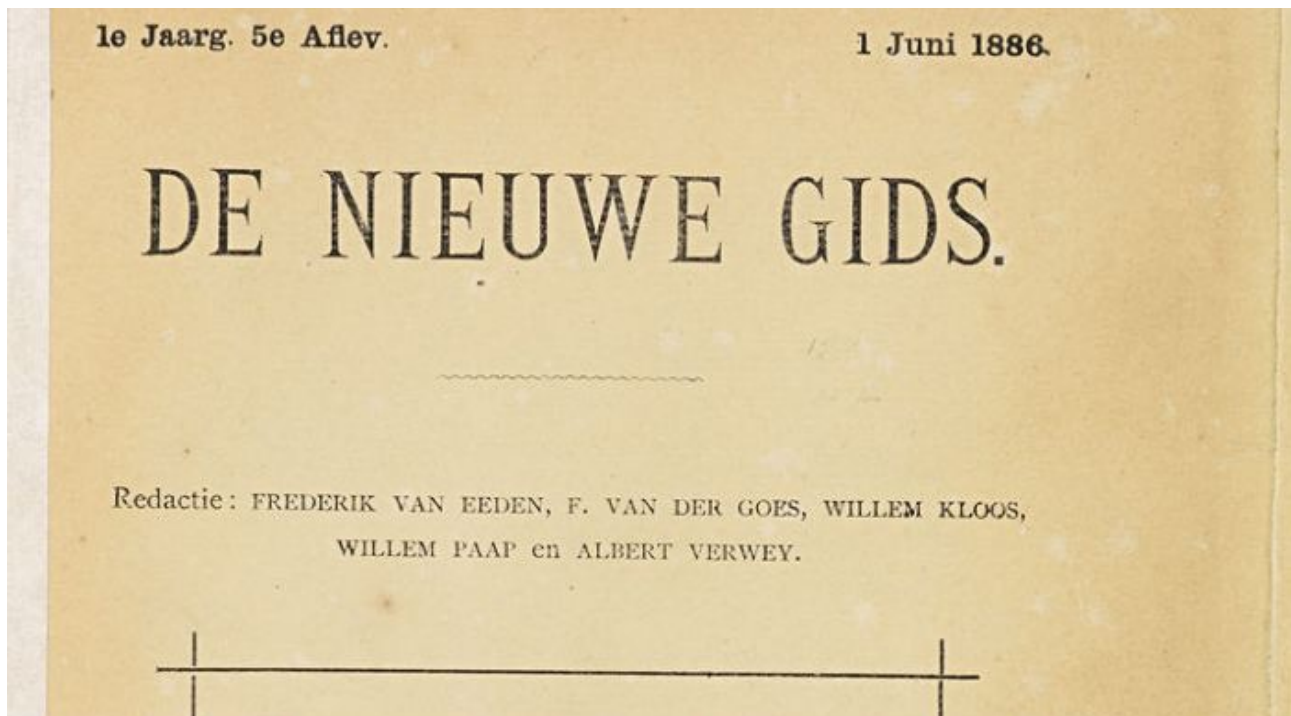 1e Jaarg. 5e Aflev.
1 Juni 1886.
DE NIEUWE GIDS.
Redactie: FREDERIK VAN EEDEN, F. VAN DER GOES, WILLEM KLOOS,
WILLEM PAAP en ALBERT VERWEY.